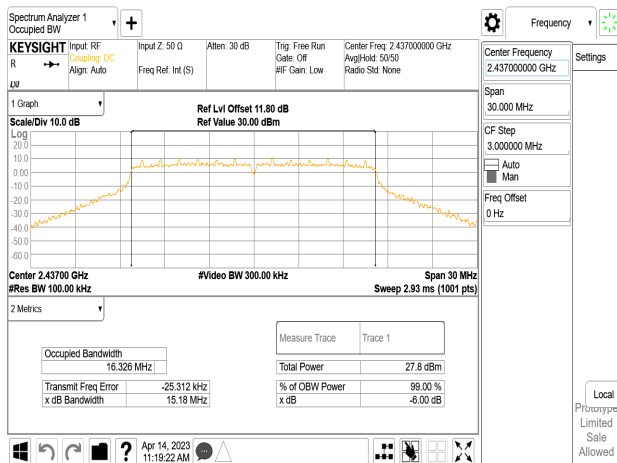 Spectrum Analyzer 1
Occupied BW
Frequency
KEYSIGHT
R
Input: RF
Coupling: DC
Align: Auto
Input Z: 50 Ω
Freq Ref: Int (S)
Atten: 30 dB
Trig: Free Run
Gate: Off
#IF Gain: Low
Center Freq: 2.437000000 GHz
Avg|Hold: 50/50
Radio Std: None
Center Frequency
2.437000000 GHz
Settings
Span
30.000 MHz
CF Step
3.000000 MHz
Auto
Man
Freq Offset
0 Hz
1 Graph
Scale/Div 10.0 dB
Ref Lvl Offset 11.80 dB
Ref Value 30.00 dBm
Log
20.0
10.0
0.00
-10.0
-20.0
-30.0
-40.0
-50.0
-60.0
Center 2.43700 GHz
#Res BW 100.00 kHz
#Video BW 300.00 kHz
Span 30 MHz
Sweep 2.93 ms (1001 pts)
2 Metrics
Measure Trace
Trace 1
Occupied Bandwidth
16.326 MHz
Total Power
27.8 dBm
Transmit Freq Error
-25.312 kHz
% of OBW Power
99.00 %
x dB Bandwidth
15.18 MHz
x dB
-6.00 dB
Local
Prototype
Limited
Sale
Allowed
?
Apr 14, 2023
11:19:22 AM